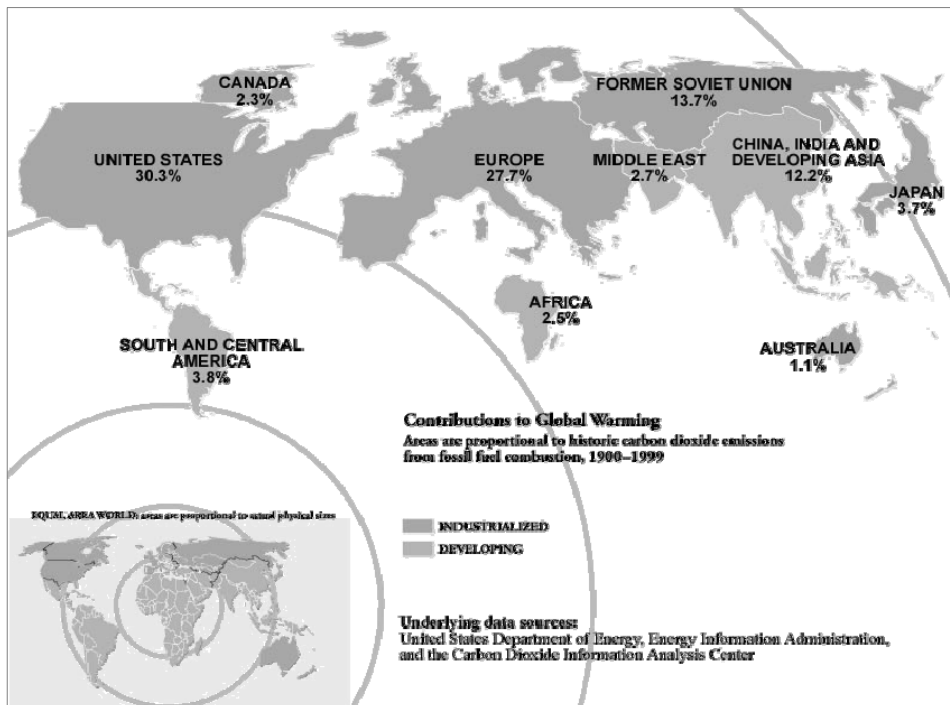 CANADA
2.3%
FORMER SOVIET UNION
13.7%
UNITED STATES
30.3%
EUROPE
27.7%
MIDDLE EAST
2.7%
CHINA, INDIA AND
DEVELOPING ASIA
12.2%
JAPAN
3.7%
AFRICA
2.5%
SOUTH AND CENTRAL
AMERICA
3.8%
AUSTRALIA
1.1%
Contributions to Global Warming
Areas are proportional to historic carbon dioxide emissions
from fossil fuel combustion, 1900–1999
EQUAL AREA WORLD: areas are proportional to actual physical sizes
INDUSTRIALIZED
DEVELOPING
Underlying data sources:
United States Department of Energy, Energy Information Administration,
and the Carbon Dioxide Information Analysis Center